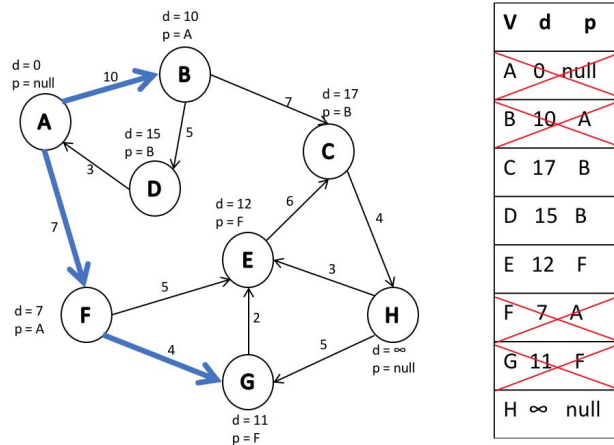 d = 10
p = A
d = 0
p = null
10
B
7
d = 17
p = B
A
d = 15
p = B
5
C
3
D
d = 12
p = F
6
4
7
E
5
3
d = 7
p = A
F
H
4
2
5
d = ∞
p = null
G
d = 11
p = F
V d p
A 0 null
B 10 A
C 17 B
D 15 B
E 12 F
F 7 A
G 11 F
H ∞ null